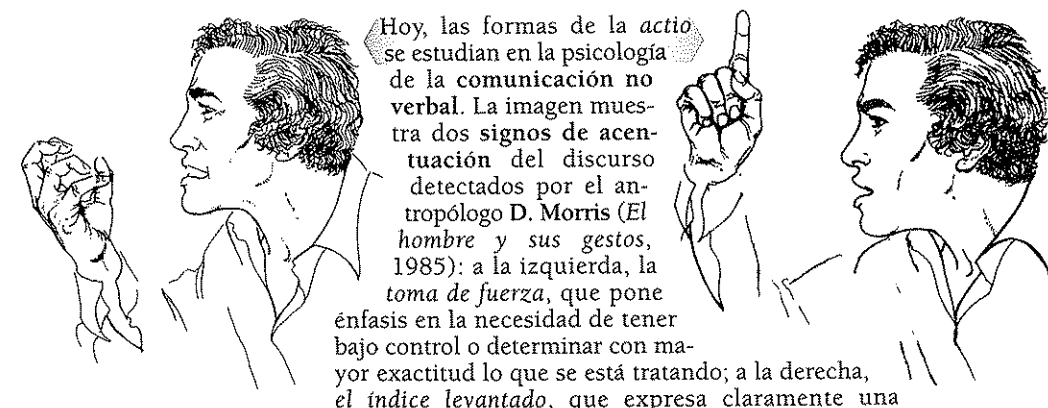 Hoy, las formas de la actio
se estudian en la psicología
de la comunicación no
verbal. La imagen mues-
tra dos signos de acen-
tuación del discurso
detectados por el an-
tropólogo D. Morris (El
hombre y sus gestos,
1985): a la izquierda, la
toma de fuerza, que pone
énfasis en la necesidad de tener
bajo control o determinar con ma-
yor exactitud lo que se está tratando; a la derecha,
el índice levantado, que expresa claramente una